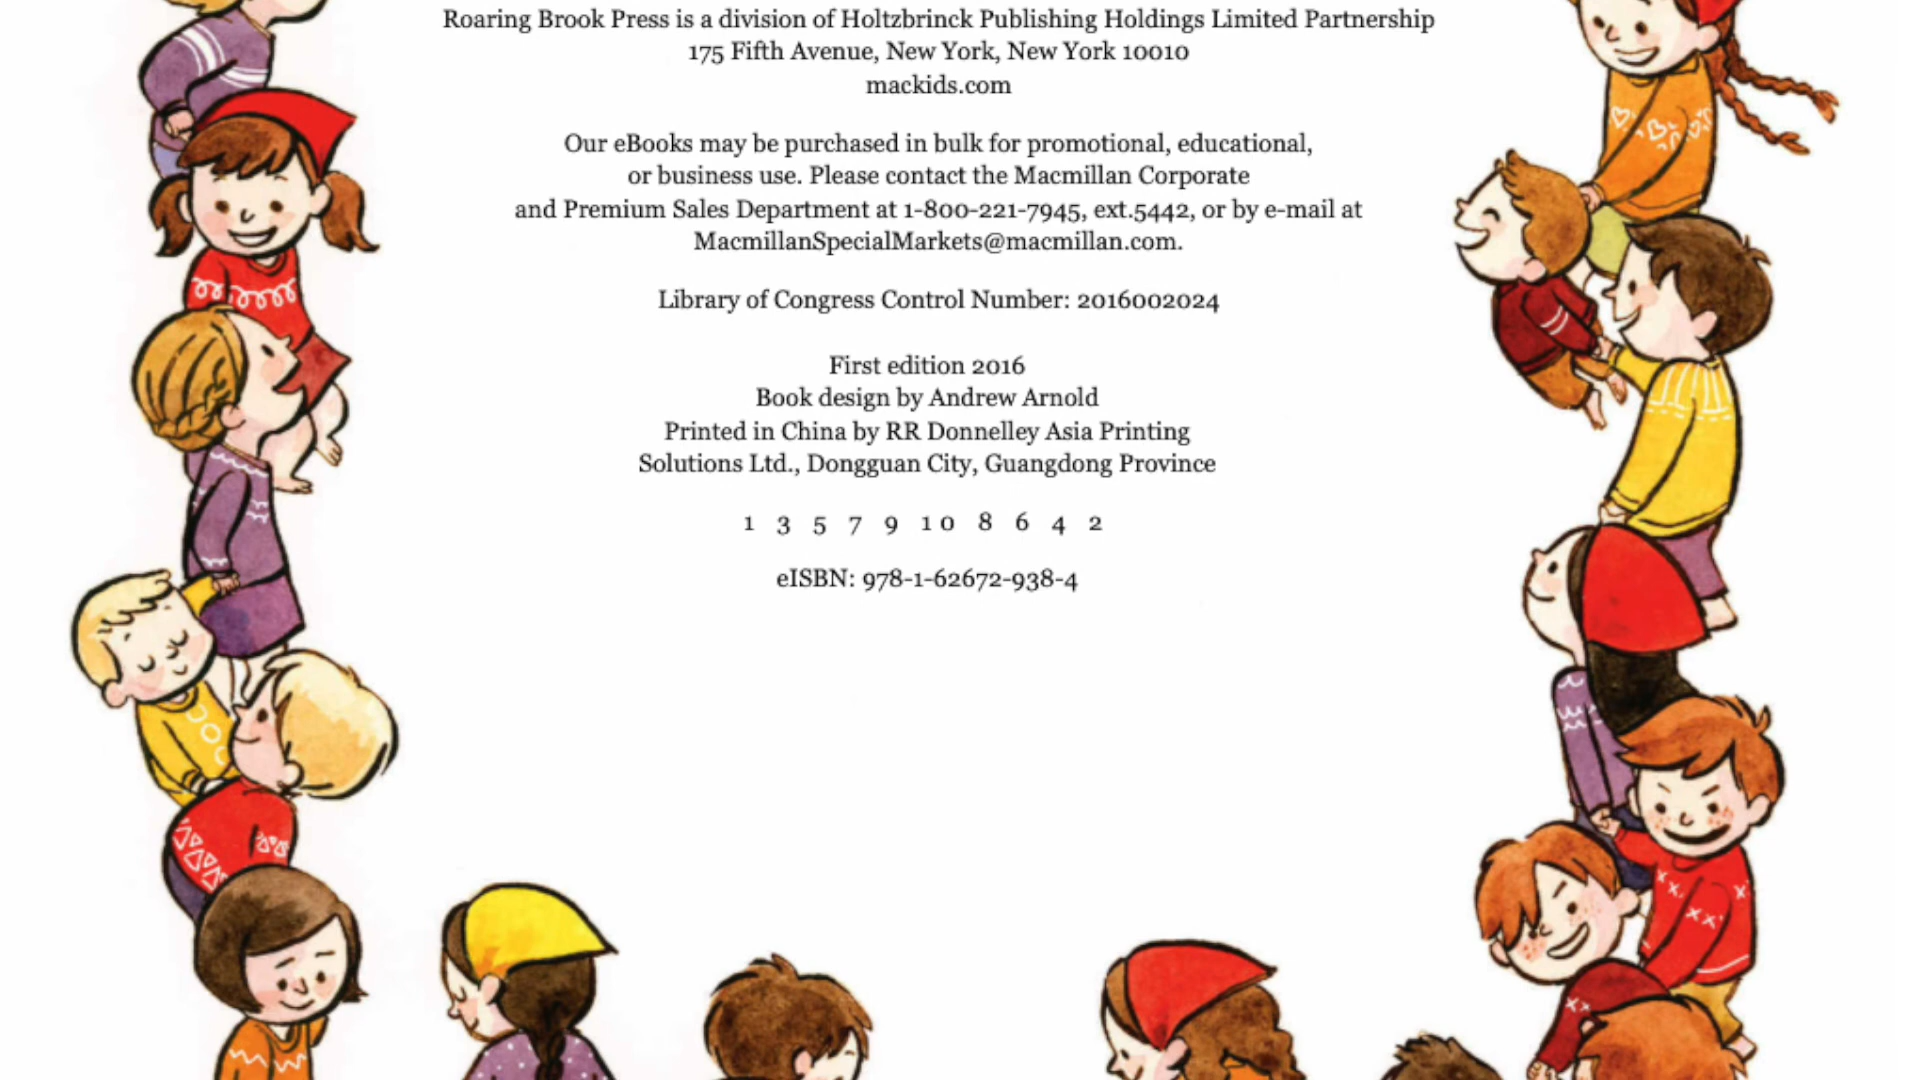 Roaring Brook Press is a division of Holtzbrinck Publishing Holdings Limited Partnership
175 Fifth Avenue, New York, New York 10010
mackids.com
Our eBooks may be purchased in bulk for promotional, educational,
or business use. Please contact the Macmillan Corporate
and Premium Sales Department at 1-800-221-7945, ext.5442, or by e-mail at
MacmillanSpecialMarkets@macmillan.com.
Library of Congress Control Number: 2016002024
First edition 2016
Book design by Andrew Arnold
Printed in China by RR Donnelley Asia Printing
Solutions Ltd., Dongguan City, Guangdong Province
1 3 5 7 9 10 8 6 4 2
eISBN: 978-1-62672-938-4